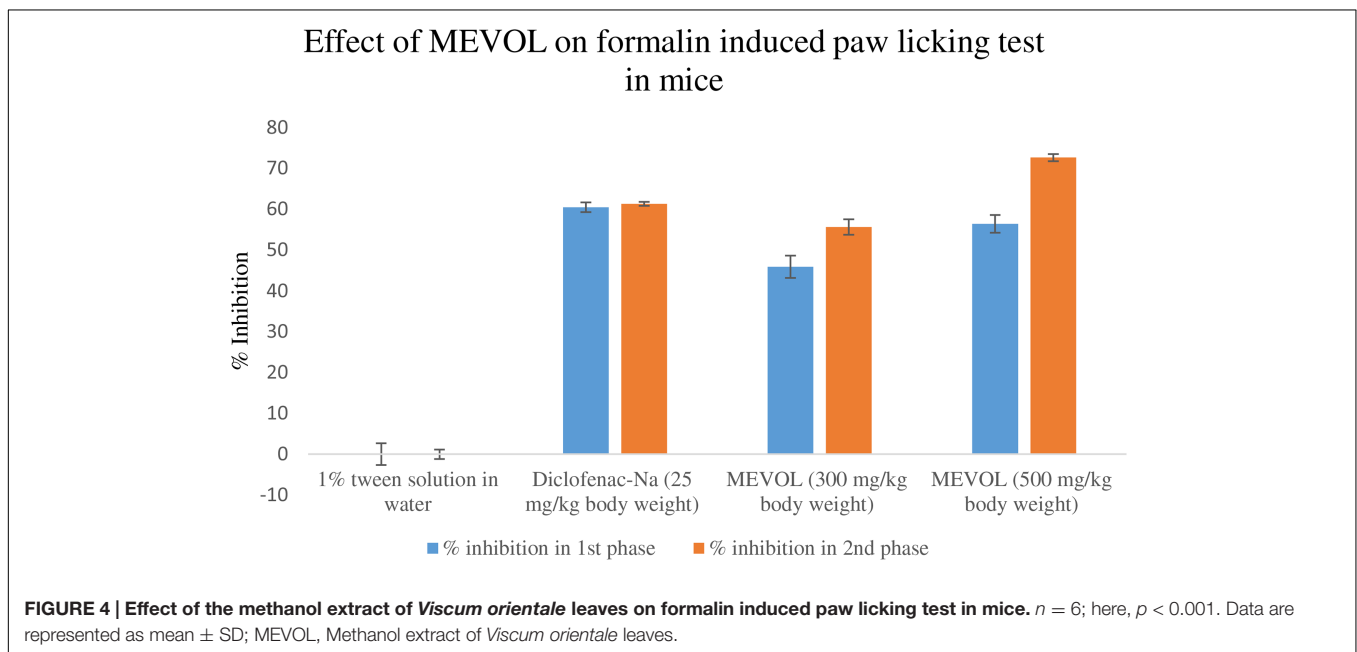 Effect of MEVOL on formalin induced paw licking test
in mice
80
70
60
50
40
30
20
10
0
-10
% Inhibition
1% tween solution in
water
Diclofenac-Na (25
mg/kg body weight)
MEVOL (300 mg/kg
body weight)
MEVOL (500 mg/kg
body weight)
% inhibition in 1st phase
% inhibition in 2nd phase
FIGURE 4 | Effect of the methanol extract of Viscum orientale leaves on formalin induced paw licking test in mice. n = 6; here, p < 0.001. Data are
represented as mean ± SD; MEVOL, Methanol extract of Viscum orientale leaves.